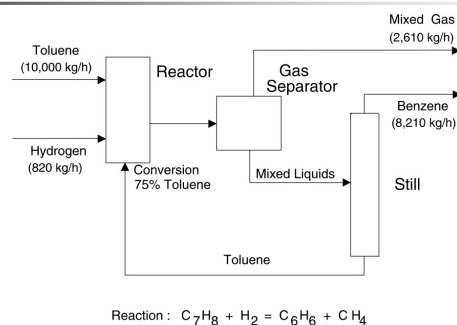 Mixed Gas
(2,610 kg/h)
Toluene
(10,000 kg/h)
Reactor
Gas
Separator
Benzene
(8,210 kg/h)
Hydrogen
(820 kg/h)
Conversion
75% Toluene
Mixed Liquids
Still
Toluene
Reaction : C7H8 + H2 = C6H6 + C H4